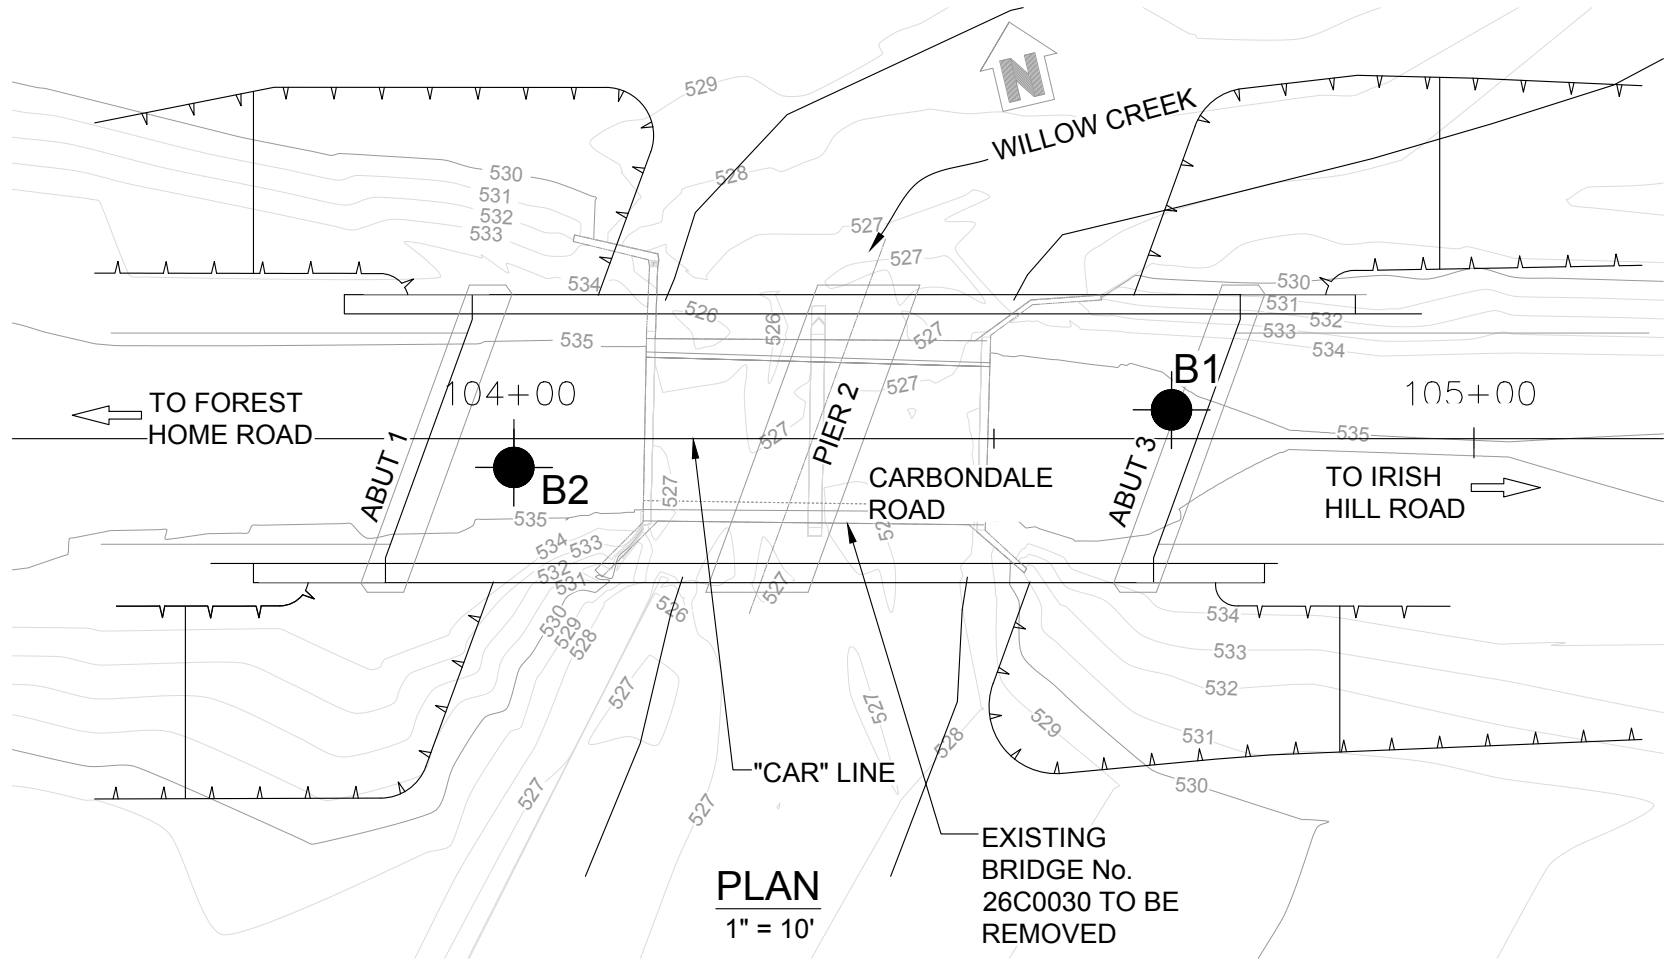 529
N
WILLOW CREEK
528
530
531
532
533
527
527
534
530
531
532
533
534
526
526
527
535
527
104+00
B1
105+00
TO FOREST
HOME ROAD
ABUT 1
B2
527
PIER 2
CARBONDALE
ROAD
ABUT 3
535
TO IRISH
HILL ROAD
527
535
534
533
532
531
527
526
530
529
528
534
533
532
531
530
529
528
527
527
527
527
"CAR" LINE
EXISTING
BRIDGE No.
26C0030 TO BE
REMOVED
PLAN
1" = 10'